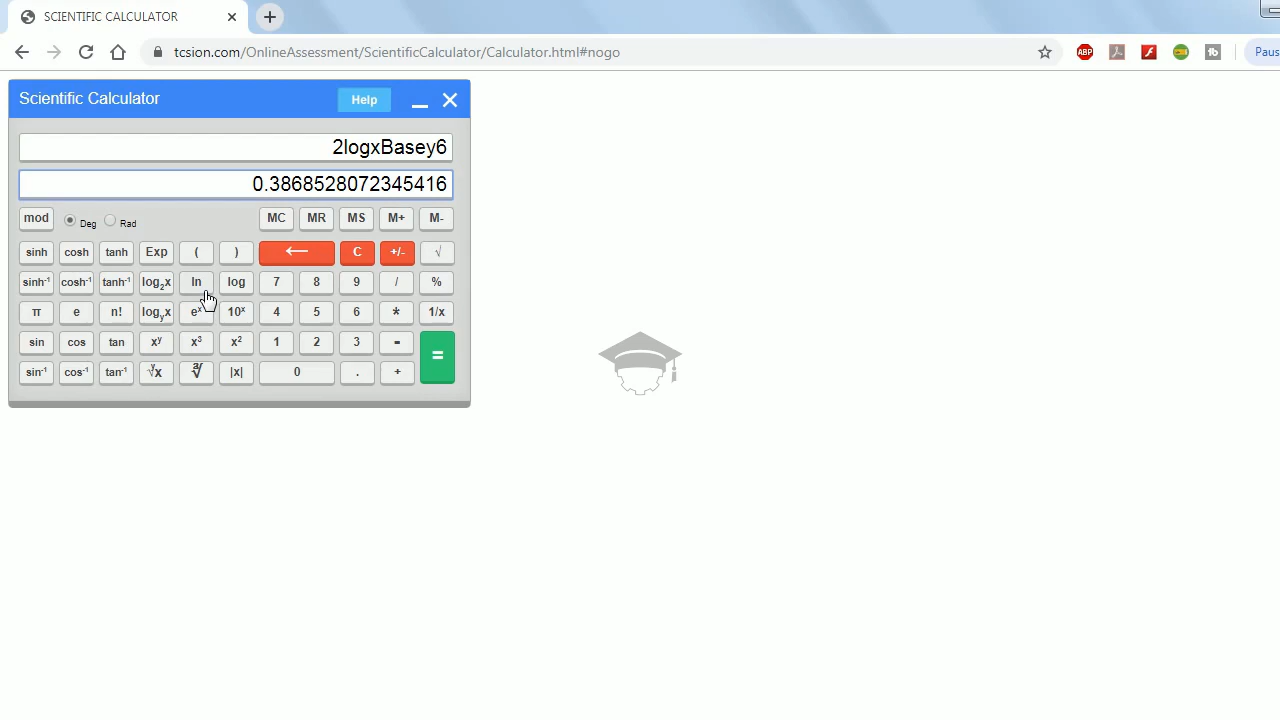 SCIENTIFIC CALCULATOR
tcsion.com/OnlineAssessment/ScientificCalculator/Calculator.html#nogo
ABP
Paus
Scientific Calculator Help
2logxBasey6
0.3868528072345416
mod Deg Rad MC MR MS M+ M-
sinh cosh tanh Exp ( ) ← C +/- √
sinh⁻¹ cosh⁻¹ tanh⁻¹ log₂x ln log 7 8 9 / %
π e n! logᵧx eˣ 10ˣ 4 5 6 * 1/x
sin cos tan xʸ x³ x² 1 2 3 - =
sin⁻¹ cos⁻¹ tan⁻¹ ʸ√x ∛ |x| 0 . +